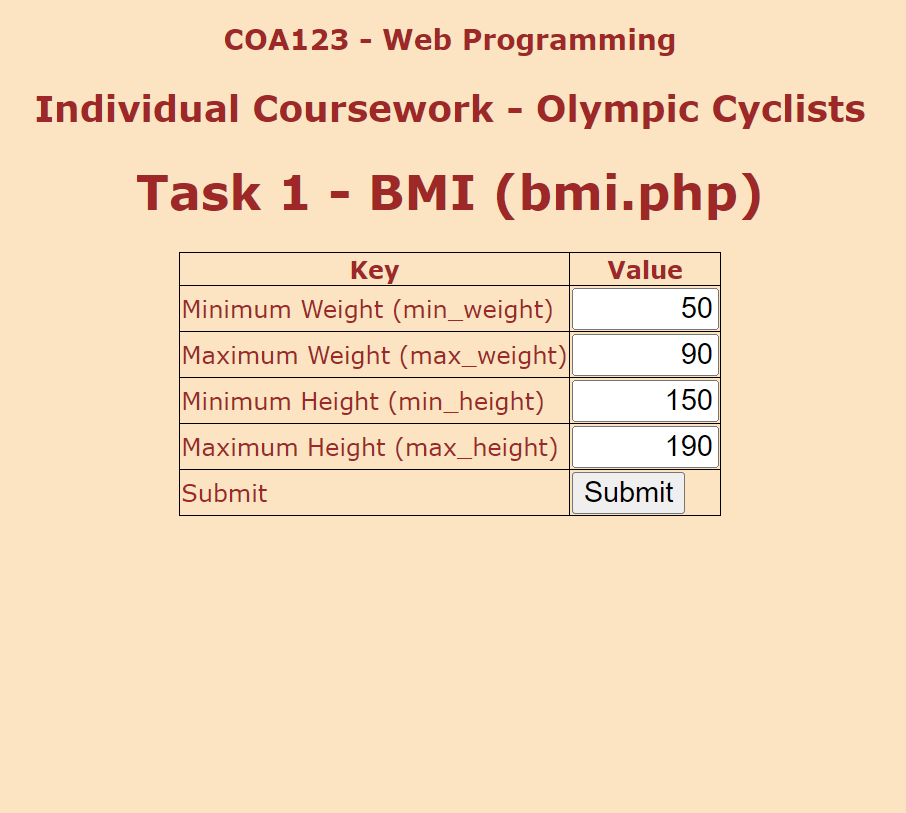 COA123 - Web Programming
Individual Coursework - Olympic Cyclists
Task 1 - BMI (bmi.php)
Key Value
Minimum Weight (min_weight) 50
Maximum Weight (max_weight) 90
Minimum Height (min_height) 150
Maximum Height (max_height) 190
Submit Submit